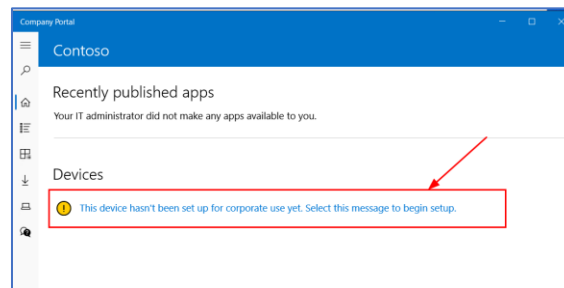 Company Portal
Contoso
Recently published apps
Your IT administrator did not make any apps available to you.
Devices
This device hasn't been set up for corporate use yet. Select this message to begin setup.